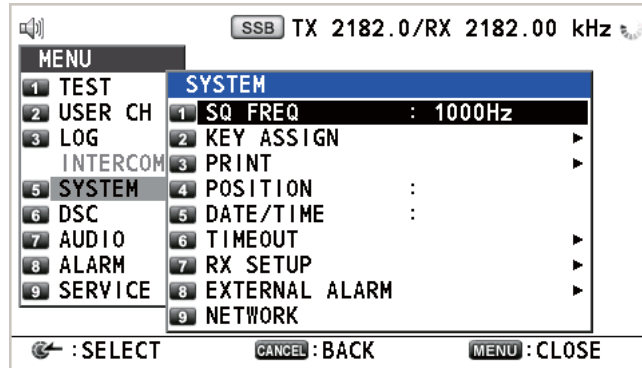 SSB TX 2182.0/RX 2182.00 kHz
MENU
1 TEST
2 USER CH
3 LOG
INTERCOM
5 SYSTEM
6 DSC
7 AUDIO
8 ALARM
9 SERVICE
SYSTEM
1 SQ FREQ : 1000Hz
2 KEY ASSIGN
3 PRINT
4 POSITION :
5 DATE/TIME :
6 TIMEOUT
7 RX SETUP
8 EXTERNAL ALARM
9 NETWORK
:SELECT CANCEL:BACK MENU:CLOSE